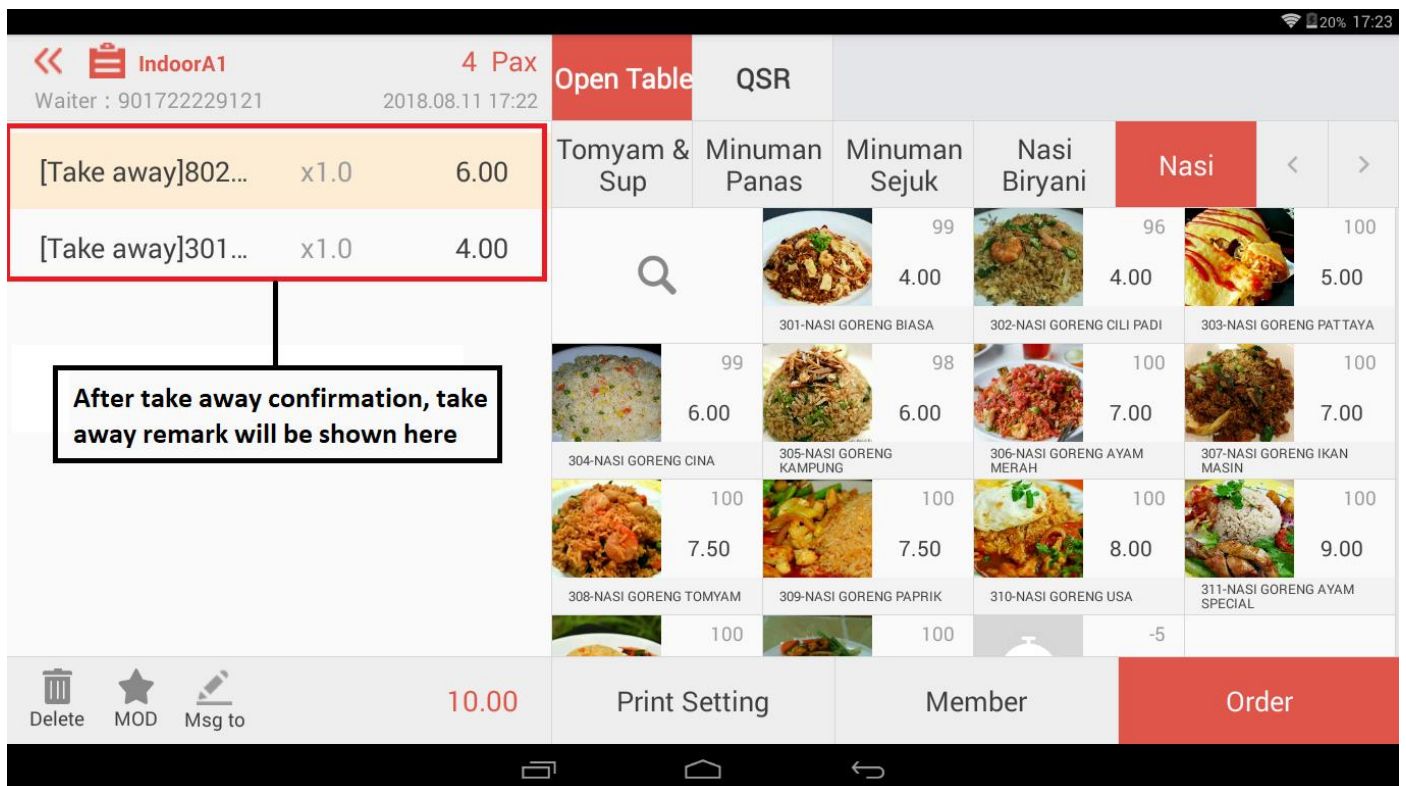 20% 17:23
IndoorA1
4 Pax
Waiter : 901722229121
2018.08.11 17:22
Open Table
QSR
[Take away]802... x1.0 6.00
[Take away]301... x1.0 4.00
After take away confirmation, take
away remark will be shown here
Tomyam &
Sup
Minuman
Panas
Minuman
Sejuk
Nasi
Biryani
Nasi
< >
99
4.00
301-NASI GORENG BIASA
96
4.00
302-NASI GORENG CILI PADI
100
5.00
303-NASI GORENG PATTAYA
99
6.00
304-NASI GORENG CINA
98
6.00
305-NASI GORENG
KAMPUNG
100
7.00
306-NASI GORENG AYAM
MERAH
100
7.00
307-NASI GORENG IKAN
MASIN
100
7.50
308-NASI GORENG TOMYAM
100
7.50
309-NASI GORENG PAPRIK
100
8.00
310-NASI GORENG USA
100
9.00
311-NASI GORENG AYAM
SPECIAL
100
100
-5
Delete
MOD
Msg to
10.00
Print Setting
Member
Order